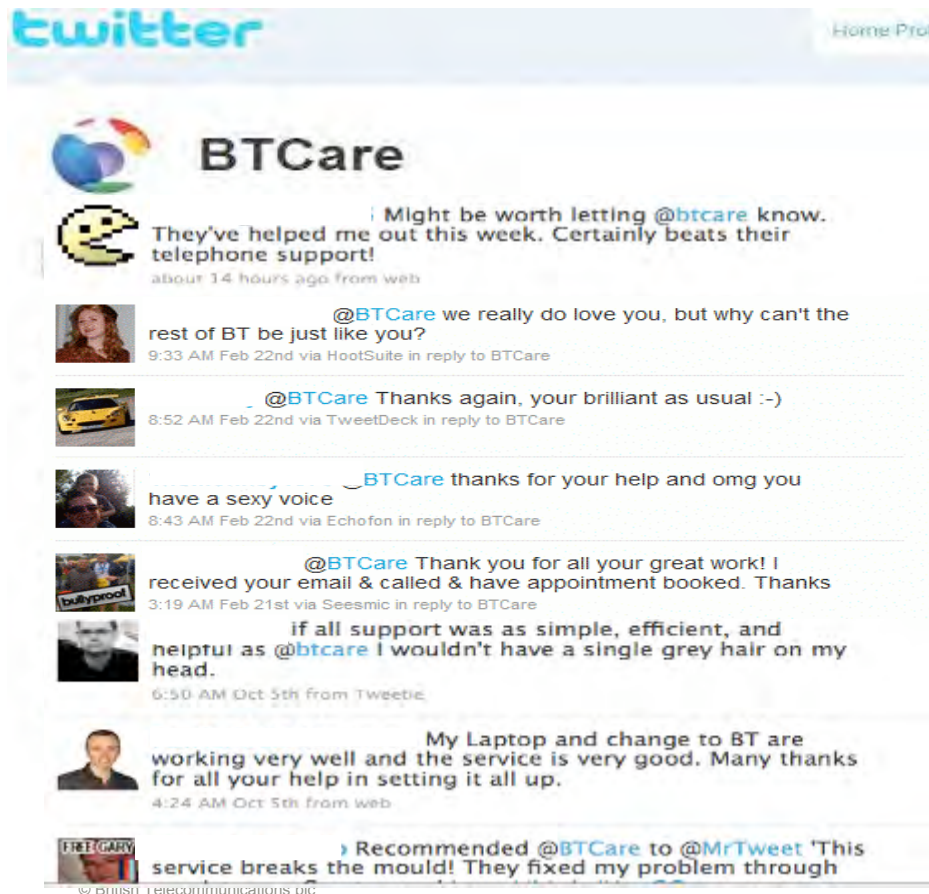 twitter
Home Prof
BTCare
Might be worth letting @btcare know.
They've helped me out this week. Certainly beats their
telephone support!
about 14 hours ago from web
@BTCare we really do love you, but why can't the
rest of BT be just like you?
9:33 AM Feb 22nd via HootSuite in reply to BTCare
@BTCare Thanks again, your brilliant as usual :-)
8:52 AM Feb 22nd via TweetDeck in reply to BTCare
BTCare thanks for your help and omg you
have a sexy voice
8:43 AM Feb 22nd via Echofon in reply to BTCare
@BTCare Thank you for all your great work! I
received your email & called & have appointment booked. Thanks
bullyproof
3:19 AM Feb 21st via Seesmic in reply to BTCare
if all support was as simple, efficient, and
helpful as @btcare I wouldn't have a single grey hair on my
head.
6:50 AM Oct 5th from Tweetie
My Laptop and change to BT are
working very well and the service is very good. Many thanks
for all your help in setting it all up.
4:24 AM Oct 5th from web
FREE GARY
Recommended @BTCare to @MrTweet 'This
service breaks the mould! They fixed my problem through
© British Telecommunications plc